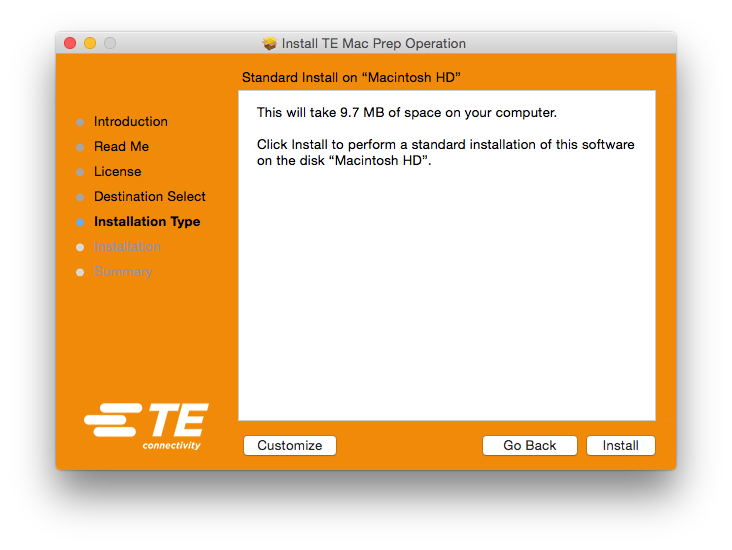 Install TE Mac Prep Operation
Standard Install on “Macintosh HD”
Introduction
Read Me
License
Destination Select
Installation Type
Installation
Summary
This will take 9.7 MB of space on your computer.
Click Install to perform a standard installation of this software
on the disk “Macintosh HD”.
TE
connectivity
Customize
Go Back
Install